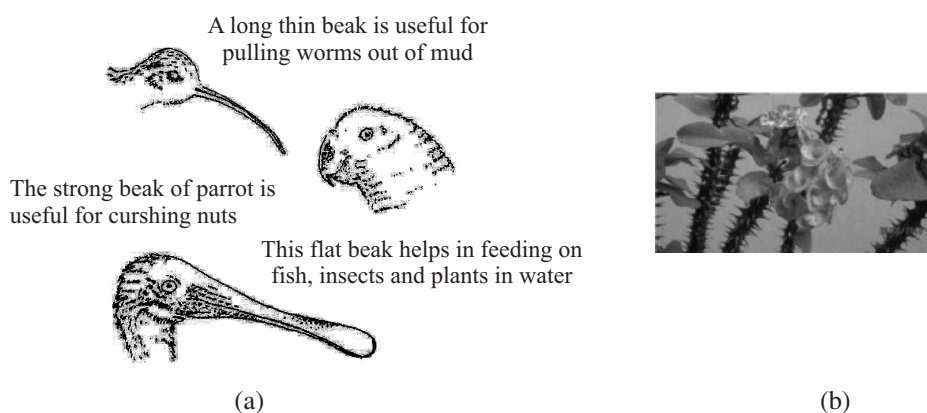 A long thin beak is useful for
pulling worms out of mud
The strong beak of parrot is
useful for curshing nuts
This flat beak helps in feeding on
fish, insects and plants in water
(a)
(b)